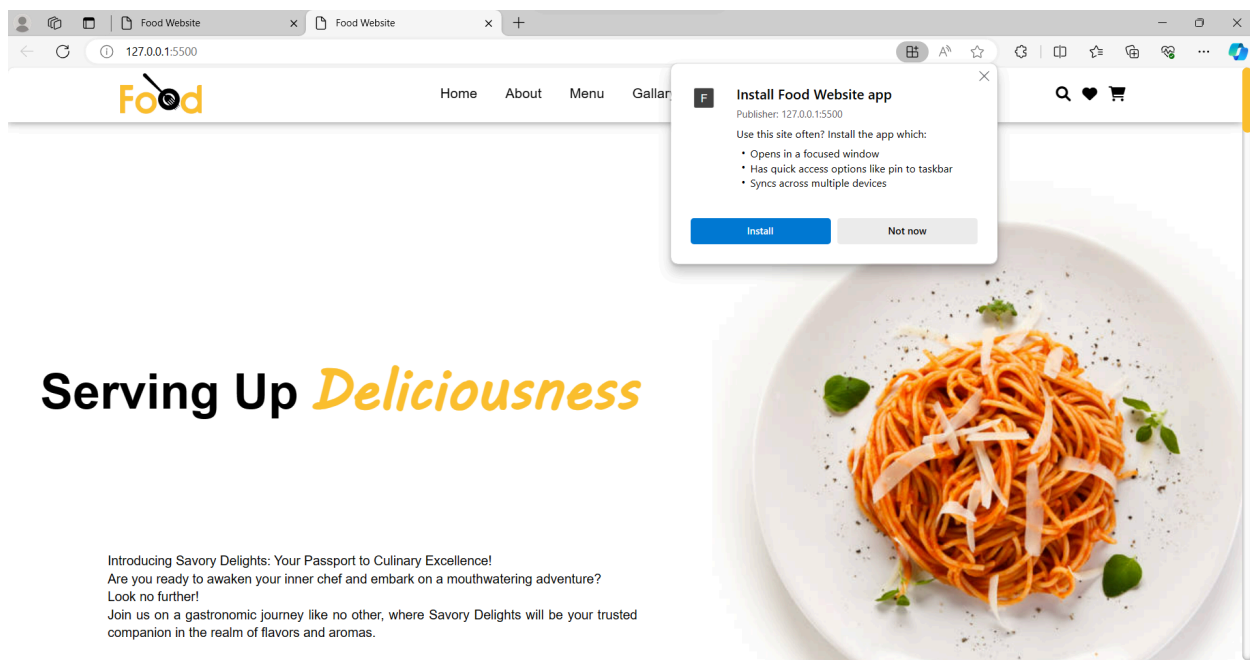 Food Website
Food Website
127.0.0.1:5500
Food
Home About Menu Gallar
F
Install Food Website app
Publisher: 127.0.0.1:5500
Use this site often? Install the app which:
• Opens in a focused window
• Has quick access options like pin to taskbar
• Syncs across multiple devices
Install Not now
Serving Up Deliciousness
Introducing Savory Delights: Your Passport to Culinary Excellence!
Are you ready to awaken your inner chef and embark on a mouthwatering adventure?
Look no further!
Join us on a gastronomic journey like no other, where Savory Delights will be your trusted
companion in the realm of flavors and aromas.